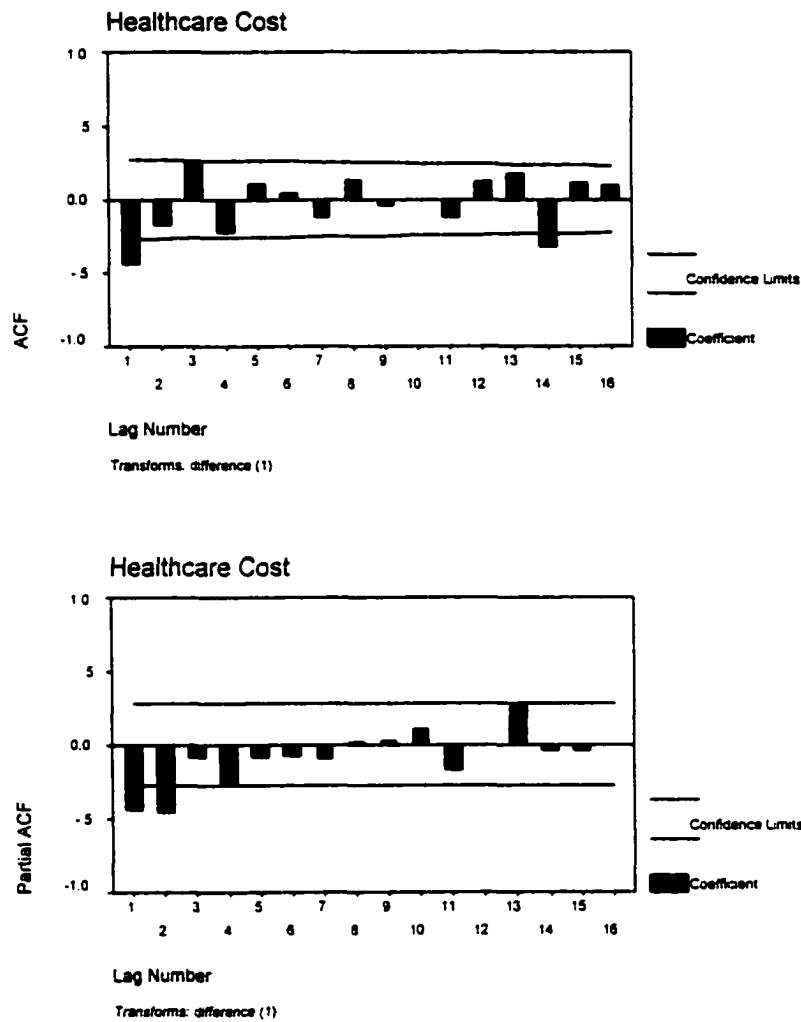 Healthcare Cost
1 0
.5
0.0
-.5
-1.0
ACF
1 3 5 7 9 11 13 15
2 4 6 8 10 12 14 16
Confidence Limits
Coefficient
Lag Number
Transforms. difference (1)
Healthcare Cost
1 0
.5
0.0
-.5
-1.0
Partial ACF
1 3 5 7 9 11 13 15
2 4 6 8 10 12 14 16
Confidence Limits
Coefficient
Lag Number
Transforms: difference (1)